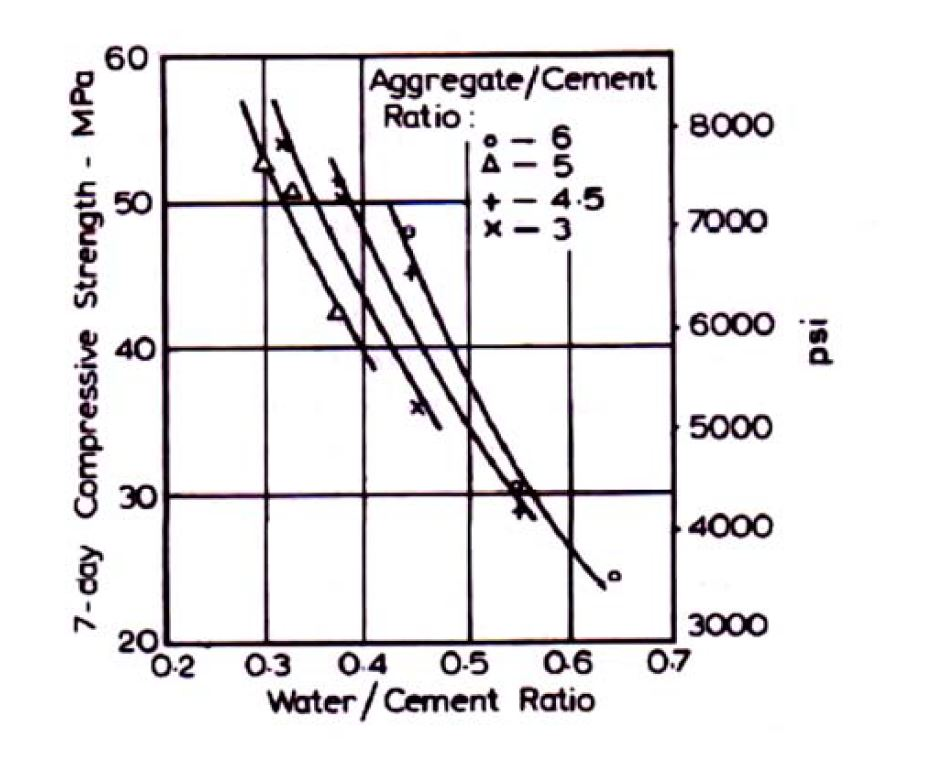 60
50
40
30
20
7-day Compressive Strength - MPa
Aggregate/Cement
Ratio:
o — 6
Δ — 5
+ — 4·5
× — 3
8000
7000
6000
5000
4000
3000
psi
0·2 0·3 0·4 0·5 0·6 0·7
Water/Cement Ratio